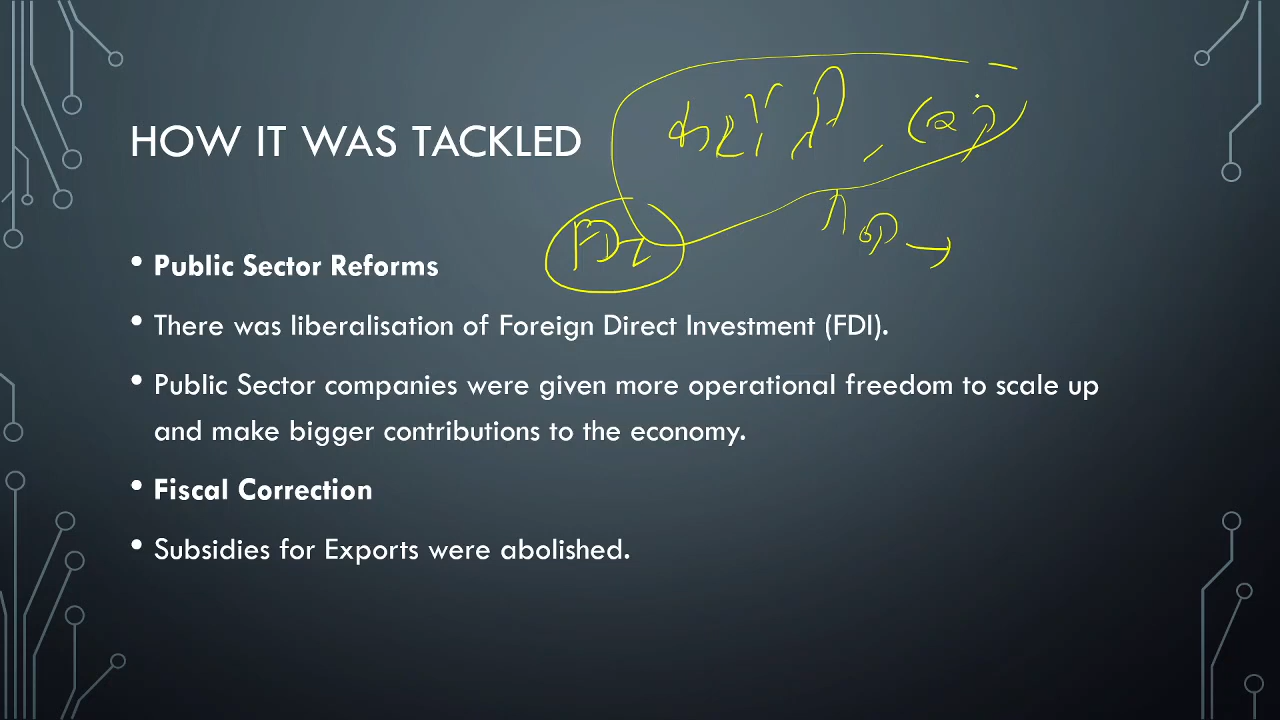 HOW IT WAS TACKLED
FDI
• Public Sector Reforms
• There was liberalisation of Foreign Direct Investment (FDI).
• Public Sector companies were given more operational freedom to scale up
and make bigger contributions to the economy.
• Fiscal Correction
• Subsidies for Exports were abolished.